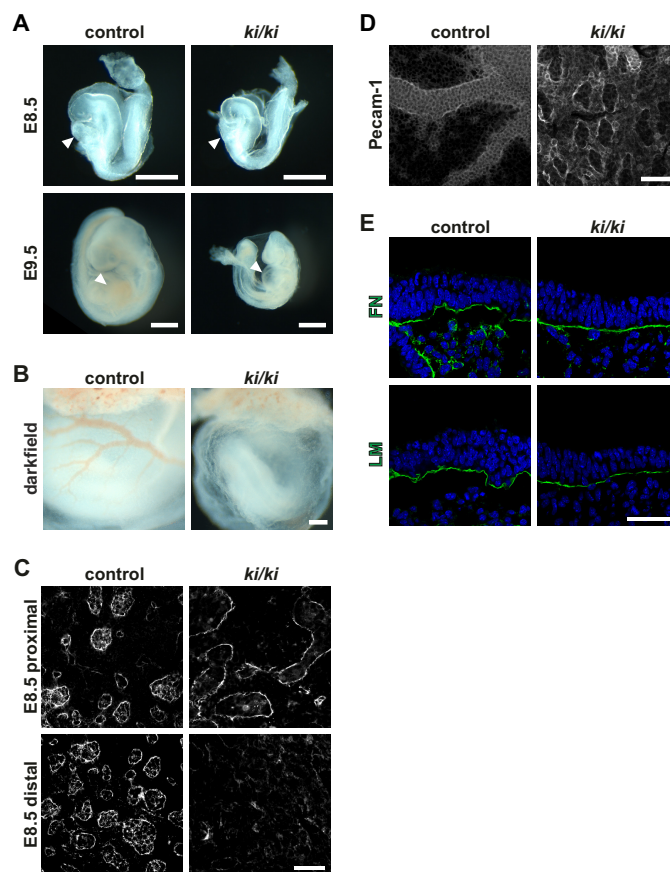 A
control ki/ki
E8.5
E9.5
B
control ki/ki
darkfield
C
control ki/ki
E8.5 proximal
E8.5 distal
D
control ki/ki
Pecam-1
E
control ki/ki
FN
LM